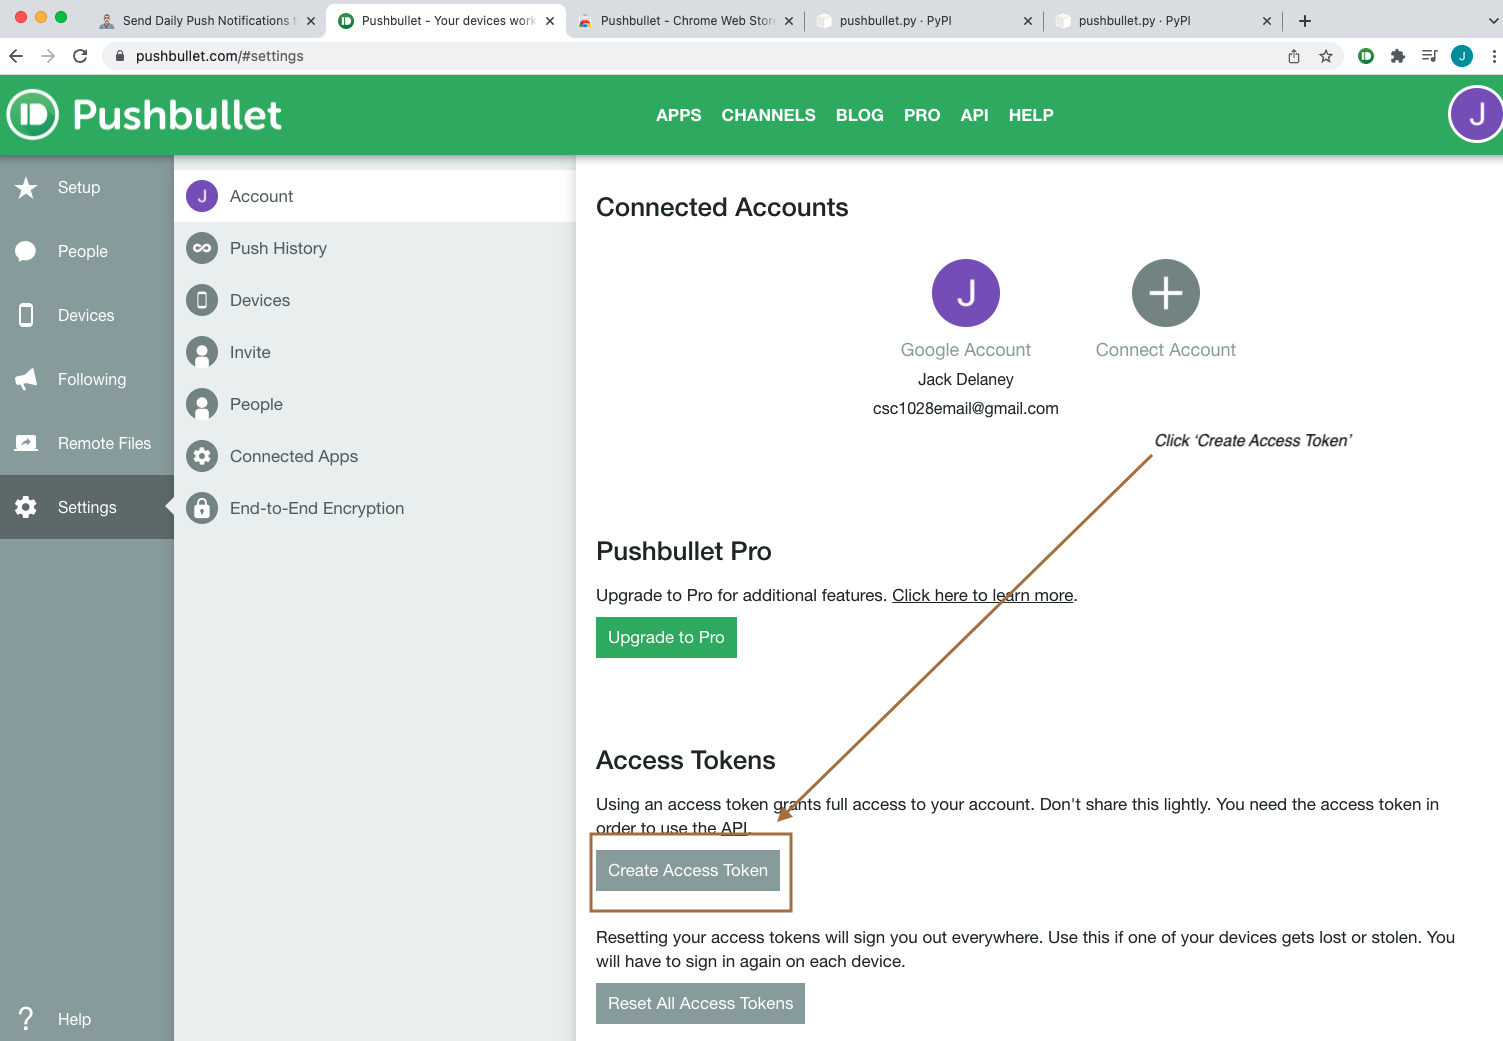 Send Daily Push Notifications t
Pushbullet - Your devices work
Pushbullet - Chrome Web Store
pushbullet.py · PyPI
pushbullet.py · PyPI
pushbullet.com/#settings
J
Pushbullet
APPS CHANNELS BLOG PRO API HELP
J
Setup
People
Devices
Following
Remote Files
Settings
? Help
J Account
Push History
Devices
Invite
People
Connected Apps
End-to-End Encryption
Connected Accounts
J
Google Account
Jack Delaney
csc1028email@gmail.com
Connect Account
Click ‘Create Access Token’
Pushbullet Pro
Upgrade to Pro for additional features. Click here to learn more.
Upgrade to Pro
Access Tokens
Using an access token grants full access to your account. Don't share this lightly. You need the access token in
order to use the API.
Create Access Token
Resetting your access tokens will sign you out everywhere. Use this if one of your devices gets lost or stolen. You
will have to sign in again on each device.
Reset All Access Tokens